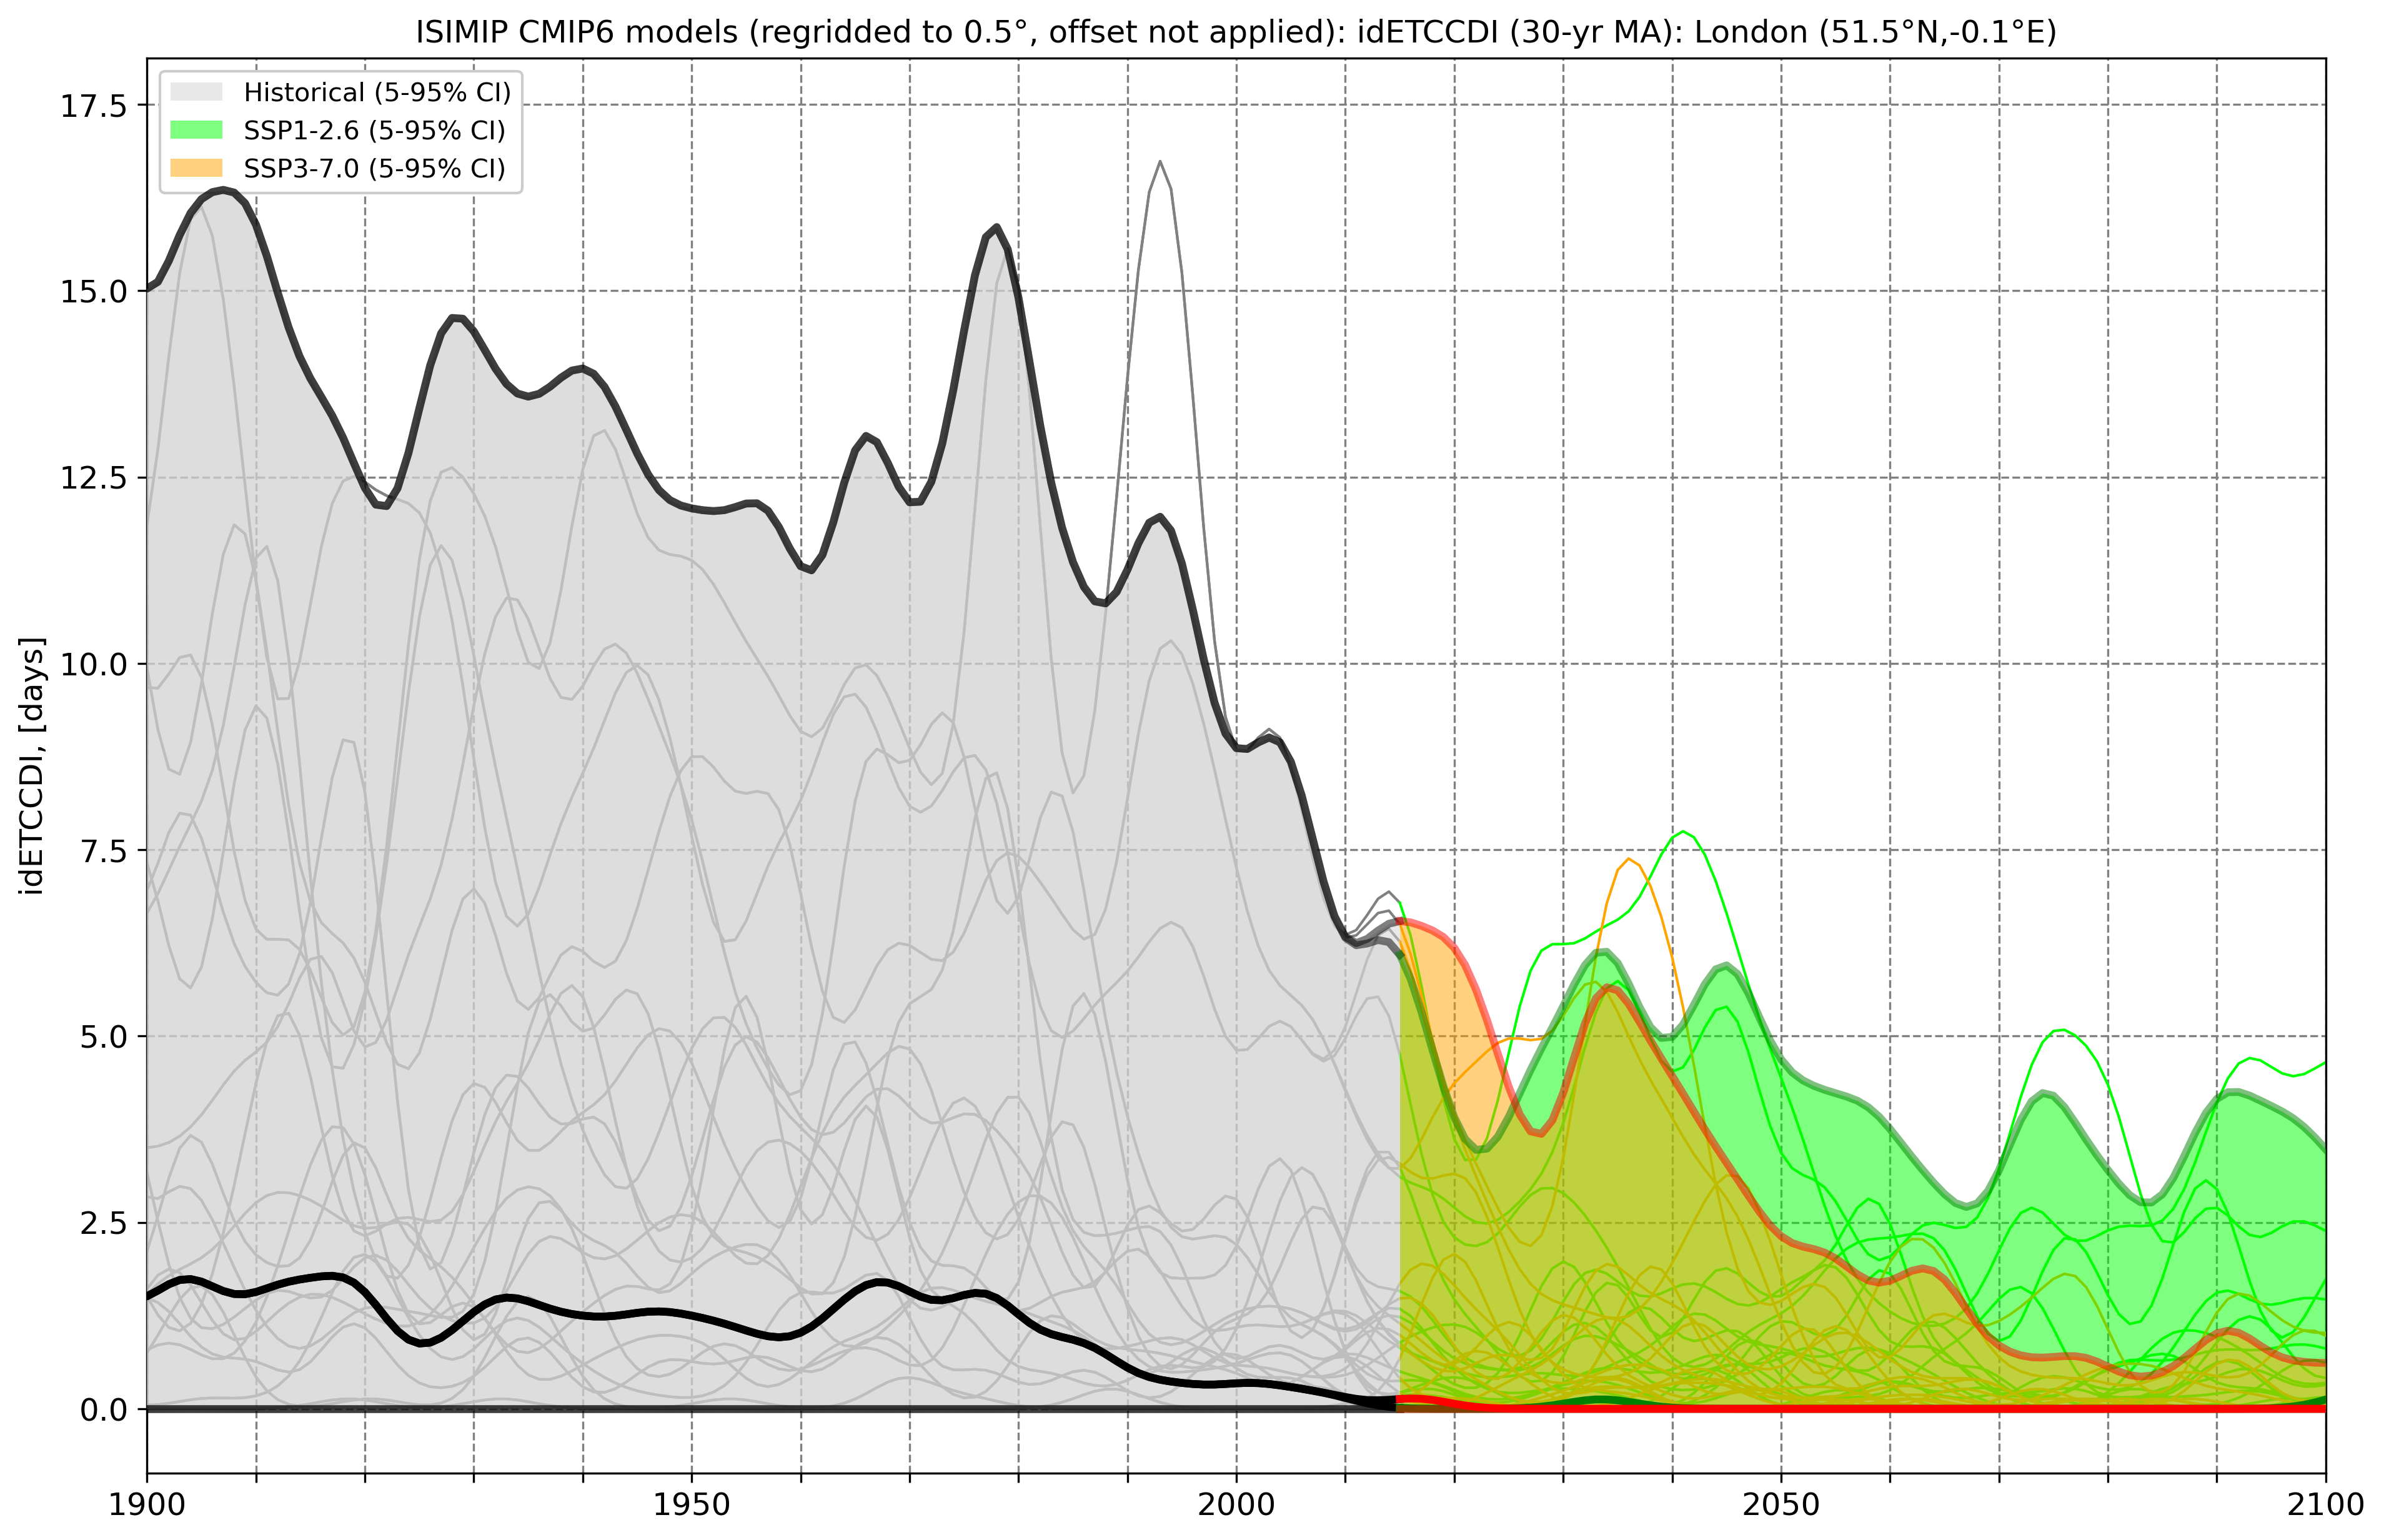 ISIMIP CMIP6 models (regridded to 0.5°, offset not applied): idETCCDI (30-yr MA): London (51.5°N,-0.1°E)
Historical (5-95% CI)
SSP1-2.6 (5-95% CI)
SSP3-7.0 (5-95% CI)
idETCCDI, [days]
17.5
15.0
12.5
10.0
7.5
5.0
2.5
0.0
1900 1950 2000 2050 2100